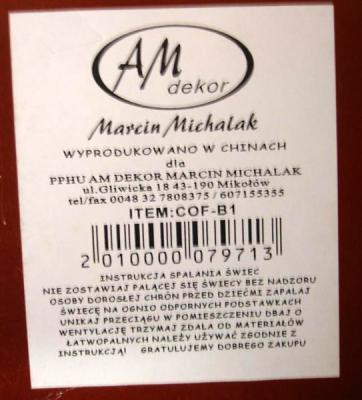 AM
dekor
Marcin Michalak
WYPRODUKOWANO W CHINACH
dla
PPHU AM DEKOR MARCIN MICHALAK
ul.Gliwicka 18 43-190 Mikołów
tel/fax 0048 32 7808375 / 607155355
ITEM:COF-B1
2 010000 079713
INSTRUKCJA SPALANIA ŚWIEC
NIE ZOSTAWIAJ PALĄCEJ SIĘ ŚWIECY BEZ NADZORU
OSOBY DOROSŁEJ CHROŃ PRZED DZIEĆMI ZAPALAJ
ŚWIECĘ NA OGNIO ODPORNYCH PODSTAWKACH
UNIKAJ PRZECIĄGU W POMIESZCZENIU DBAJ O
WENTYLACJĘ TRZYMAJ ZDALA OD MATERIAŁÓW
ŁATWOPALNYCH NALEŻY UŻYWAĆ ZGODNIE Z
INSTRUKCJĄ! GRATULUJEMY DOBREGO ZAKUPU